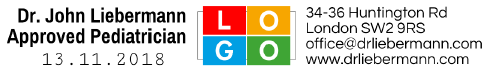 Dr. John Liebermann
Approved Pediatrician
13.11.2018
L O
G O
34-36 Huntington Rd
London SW2 9RS
office@drliebermann.com
www.drliebermann.com